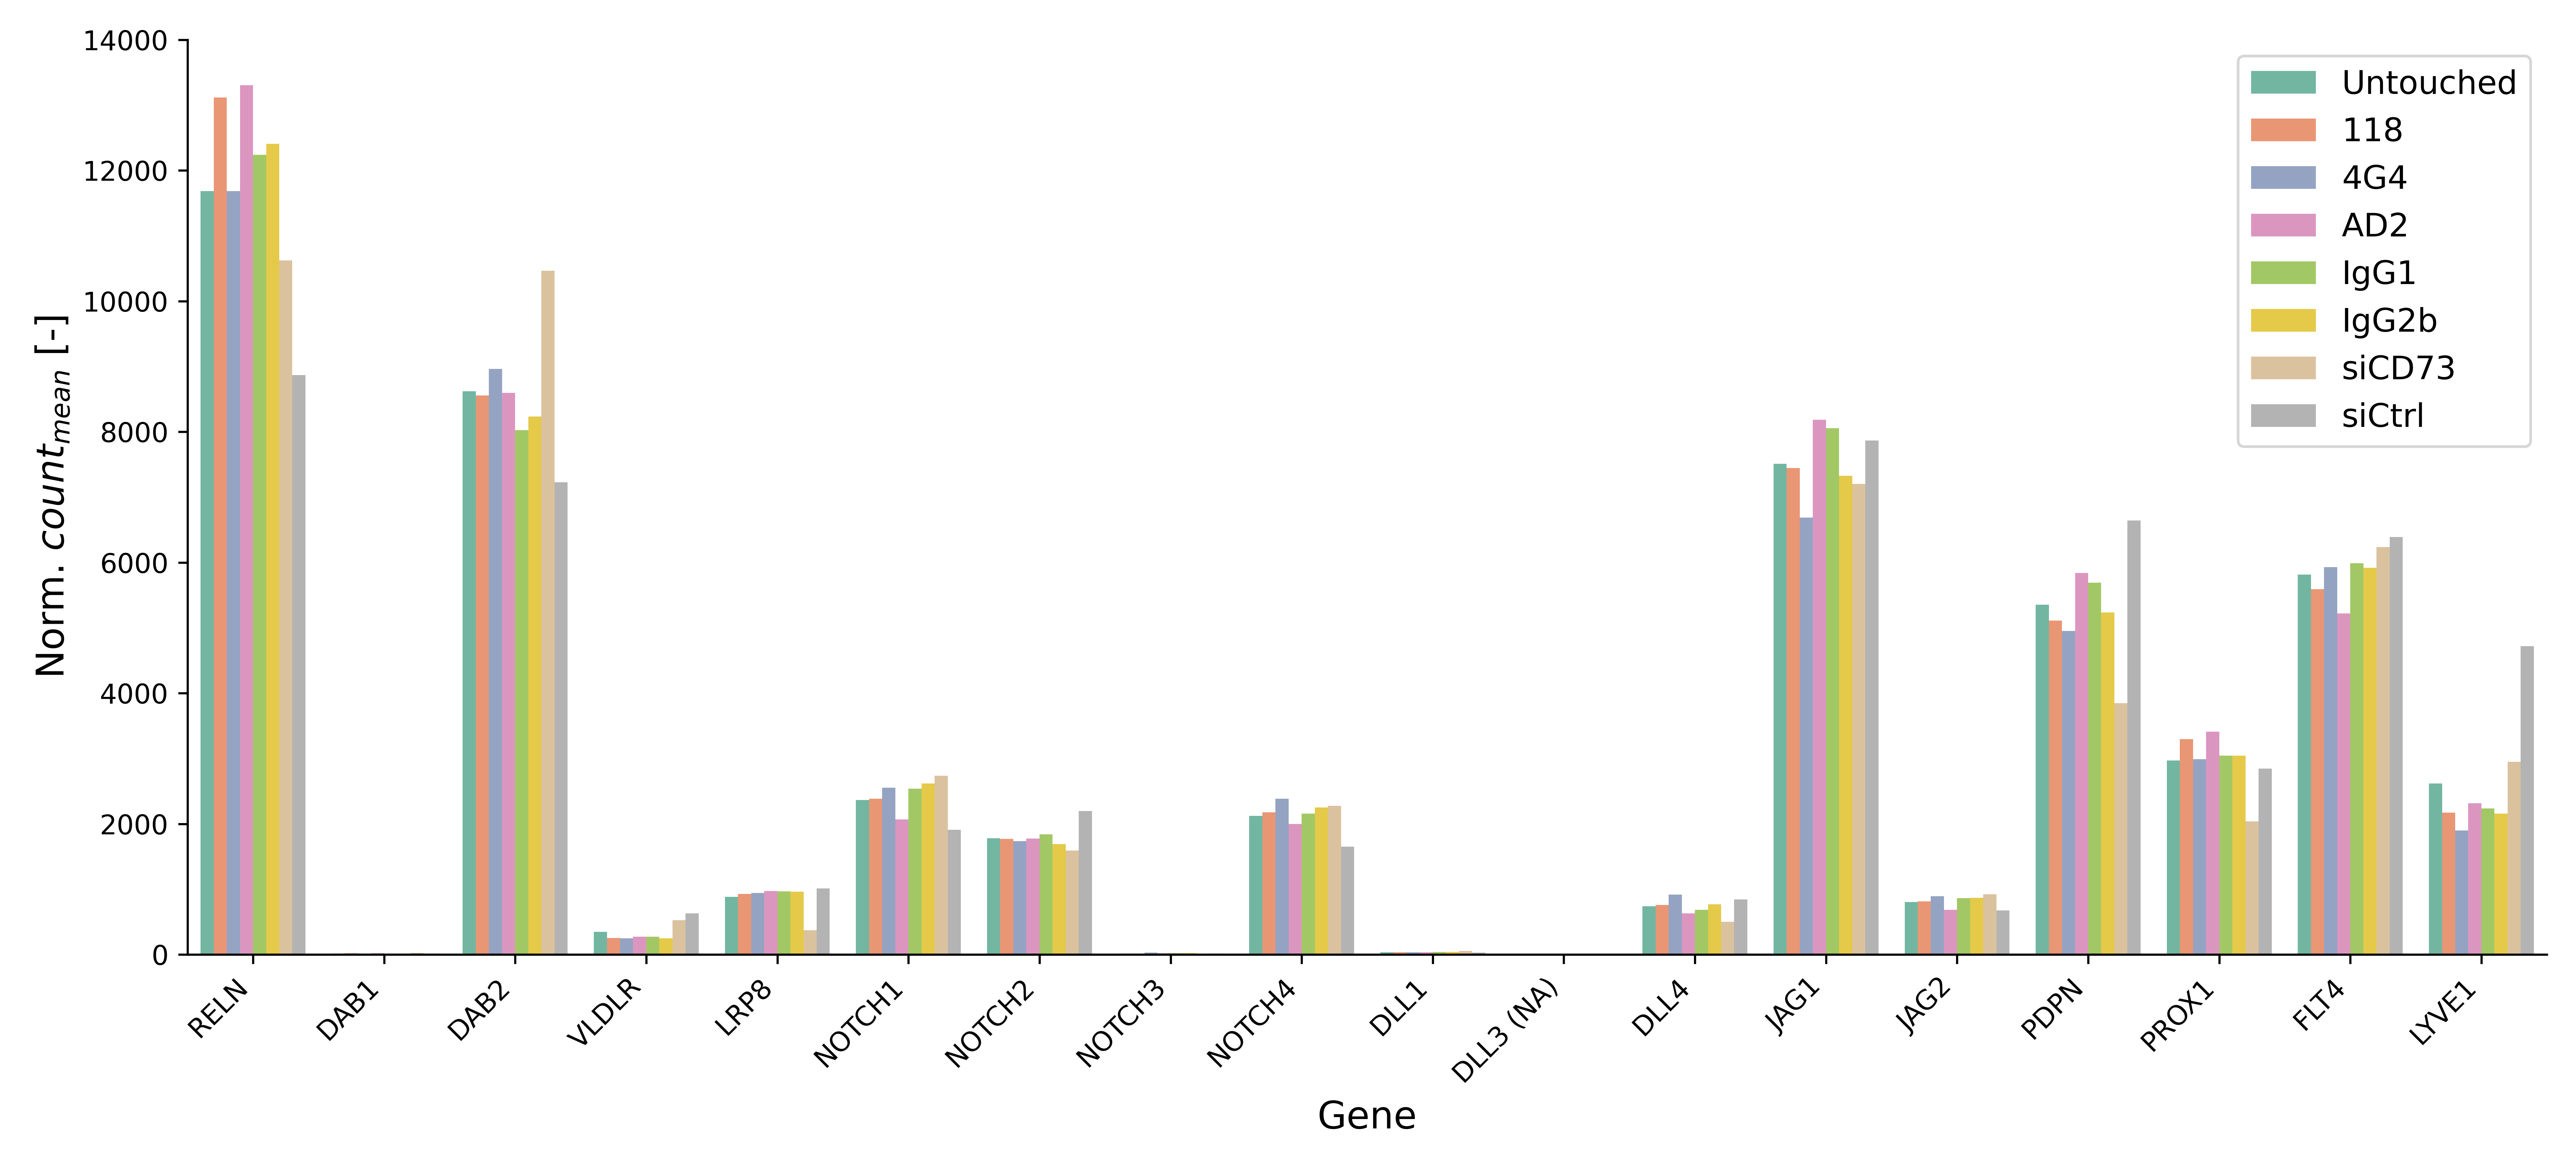 14000
12000
10000
8000
6000
4000
2000
0
Norm. count_mean [-]
Untouched
118
4G4
AD2
IgG1
IgG2b
siCD73
siCtrl
RELN
DAB1
DAB2
VLDLR
LRP8
NOTCH1
NOTCH2
NOTCH3
NOTCH4
DLL1
DLL3 (NA)
DLL4
JAG1
JAG2
PDPN
PROX1
FLT4
LYVE1
Gene